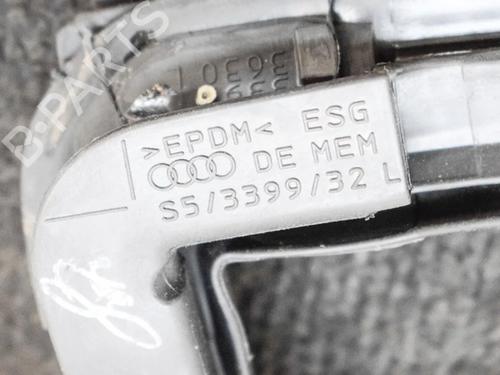 B-PARTS
>EPDM< ESG
DE MEM
S5/3399/32 L